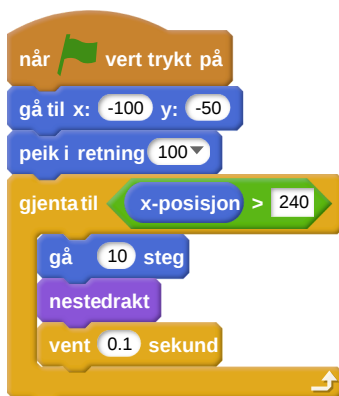 når vert trykt på
gå til x: -100 y: -50
peik i retning 100
gjenta til x-posisjon > 240
gå 10 steg
nestedrakt
vent 0.1 sekund